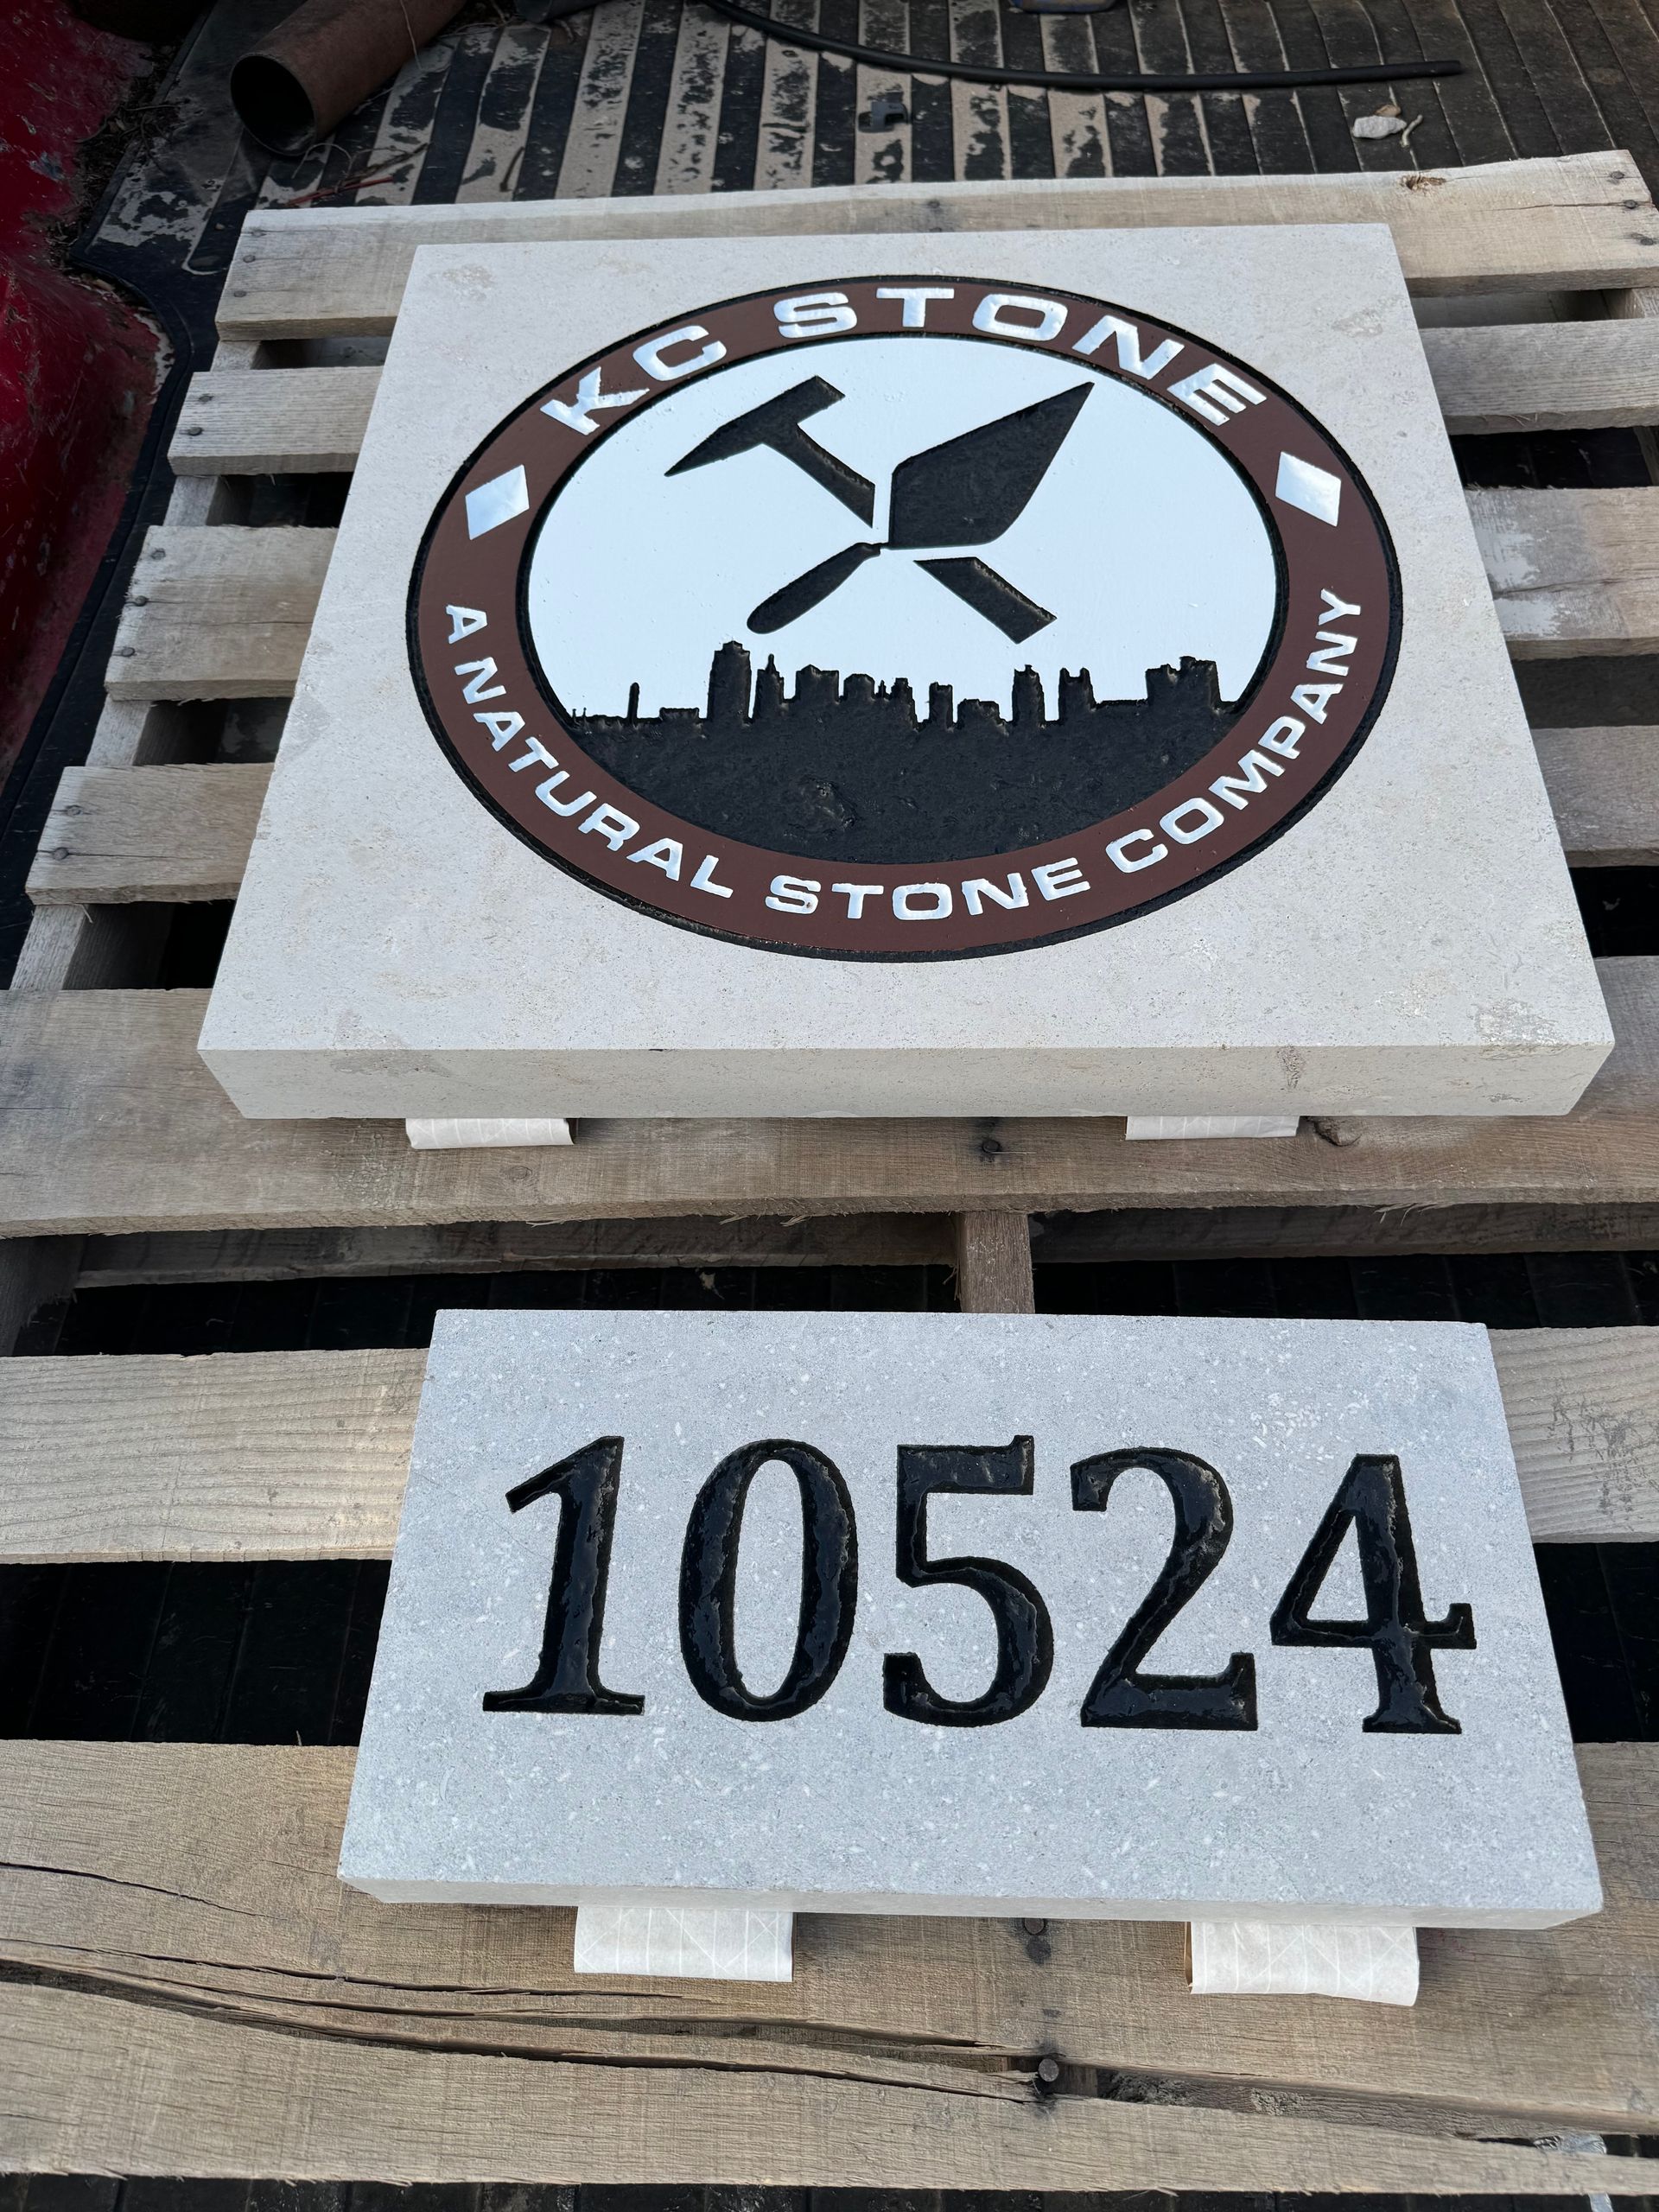 KC STONE
A NATURAL STONE COMPANY
10524